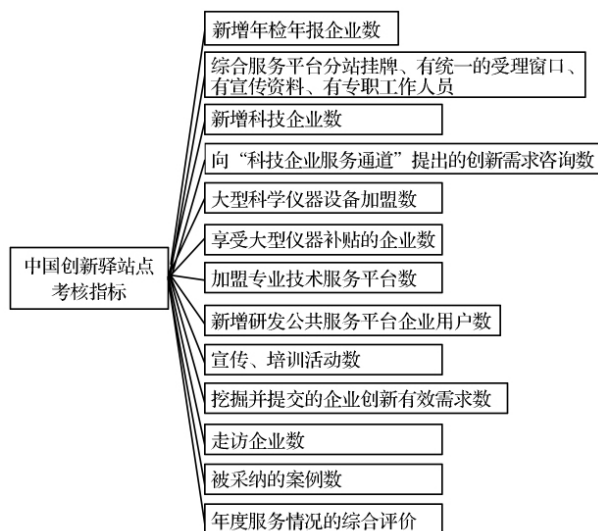 新增年检年报企业数
综合服务平台分站挂牌、有统一的受理窗口、
有宣传资料、有专职工作人员
新增科技企业数
向“科技企业服务通道”提出的创新需求咨询数
大型科学仪器设备加盟数
享受大型仪器补贴的企业数
中国创新驿站点
考核指标
加盟专业技术服务平台数
新增研发公共服务平台企业用户数
宣传、培训活动数
挖掘并提交的企业创新有效需求数
走访企业数
被采纳的案例数
年度服务情况的综合评价